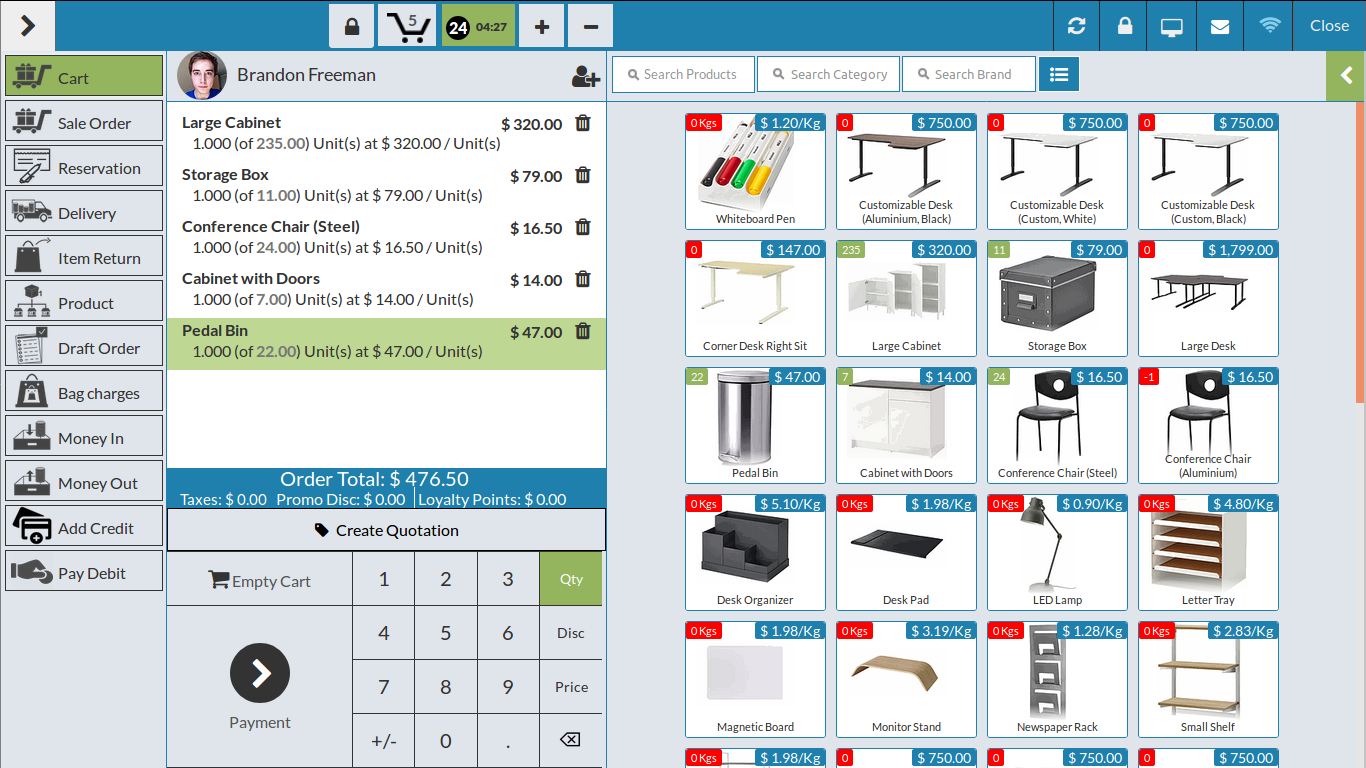 5
24 04:27
+
−
Close
Cart
Sale Order
Reservation
Delivery
Item Return
Product
Draft Order
Bag charges
Money In
Money Out
Add Credit
Pay Debit
Brandon Freeman
Large Cabinet $ 320.00
1.000 (of 235.00) Unit(s) at $ 320.00 / Unit(s)
Storage Box $ 79.00
1.000 (of 11.00) Unit(s) at $ 79.00 / Unit(s)
Conference Chair (Steel) $ 16.50
1.000 (of 24.00) Unit(s) at $ 16.50 / Unit(s)
Cabinet with Doors $ 14.00
1.000 (of 7.00) Unit(s) at $ 14.00 / Unit(s)
Pedal Bin $ 47.00
1.000 (of 22.00) Unit(s) at $ 47.00 / Unit(s)
Order Total: $ 476.50
Taxes: $ 0.00 Promo Disc: $ 0.00 Loyalty Points: $ 0.00
Create Quotation
Empty Cart
1 2 3 Qty
4 5 6 Disc
7 8 9 Price
+/- 0 .
Payment
Search Products Search Category Search Brand
0 Kgs $ 1.20/Kg
Whiteboard Pen
0 $ 750.00
Customizable Desk
(Aluminium, Black)
0 $ 750.00
Customizable Desk
(Custom, White)
0 $ 750.00
Customizable Desk
(Custom, Black)
0 $ 147.00
Corner Desk Right Sit
235 $ 320.00
Large Cabinet
11 $ 79.00
Storage Box
0 $ 1,799.00
Large Desk
22 $ 47.00
Pedal Bin
7 $ 14.00
Cabinet with Doors
24 $ 16.50
Conference Chair (Steel)
-1 $ 16.50
Conference Chair
(Aluminium)
0 Kgs $ 5.10/Kg
Desk Organizer
0 Kgs $ 1.98/Kg
Desk Pad
0 Kgs $ 0.90/Kg
LED Lamp
0 Kgs $ 4.80/Kg
Letter Tray
0 Kgs $ 1.98/Kg
Magnetic Board
0 Kgs $ 3.19/Kg
Monitor Stand
0 Kgs $ 1.28/Kg
Newspaper Rack
0 Kgs $ 2.83/Kg
Small Shelf
0 Kgs $ 1.98/Kg
0 $ 750.00
0 $ 750.00
0 $ 750.00